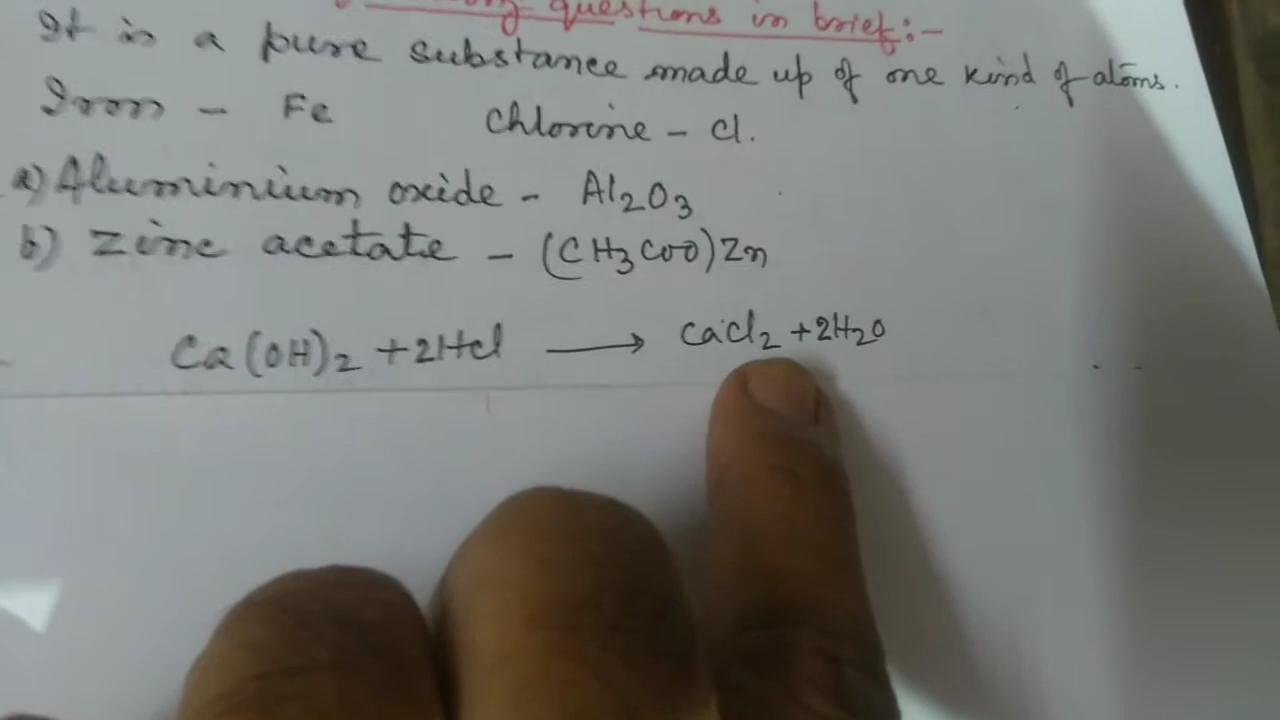 questions in brief:-
It is a pure substance made up of one kind of atoms.
Iron - Fe Chlorine - Cl.
a) Aluminium oxide - Al2O3
b) Zinc acetate - (CH3COO)Zn
Ca(OH)2 + 2HCl ⟶ CaCl2 + 2H2O